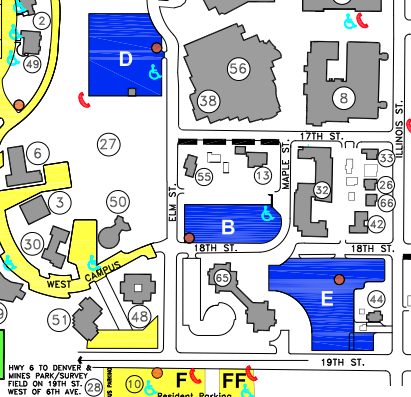 2
49
D
56
38
8
ILLINOIS ST.
27
17TH ST.
6
55
13
MAPLE ST.
33
32
26
66
3
50
ELM ST.
B
42
30
18TH ST.
18TH ST.
WEST CAMPUS
65
E
44
51
48
19TH ST.
HWY 6 TO DENVER &
MINES PARK/SURVEY
FIELD ON 19TH ST.
WEST OF 6TH AVE.
28
10
F
FF
Resident Parking